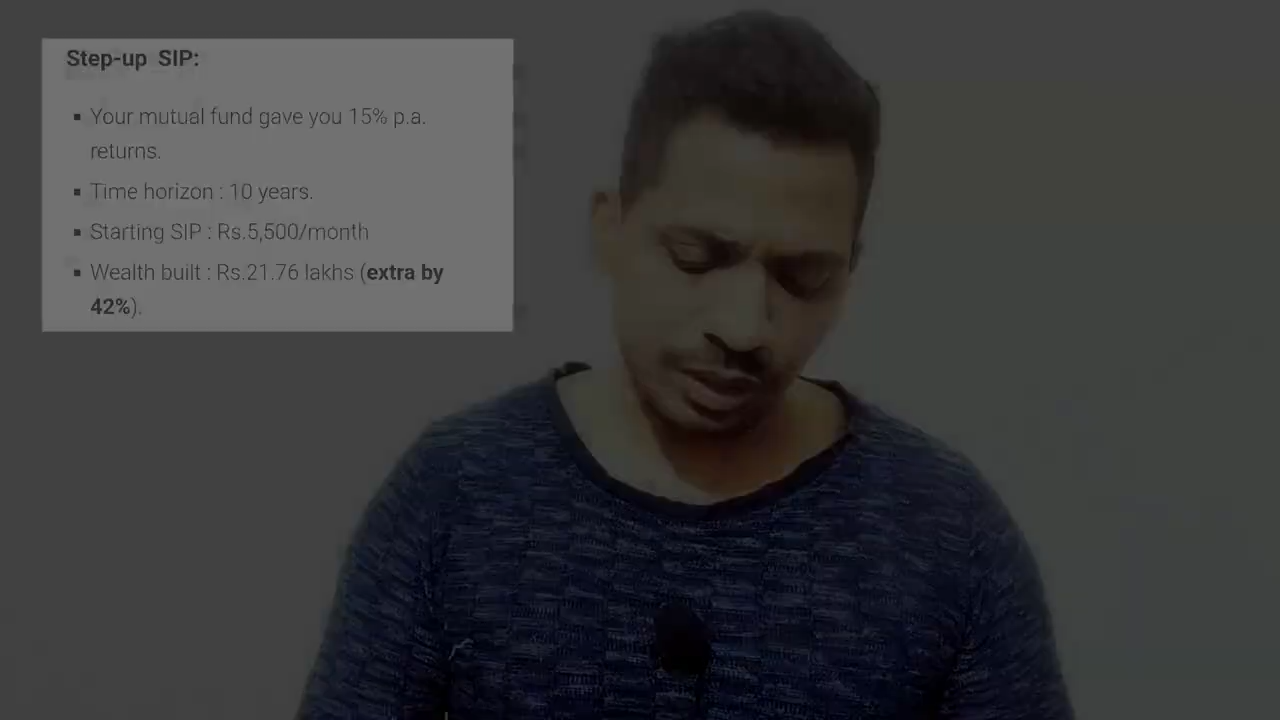 Step-up SIP:
▪ Your mutual fund gave you 15% p.a.
returns.
▪ Time horizon : 10 years.
▪ Starting SIP : Rs.5,500/month
▪ Wealth built : Rs.21.76 lakhs (extra by
42%).